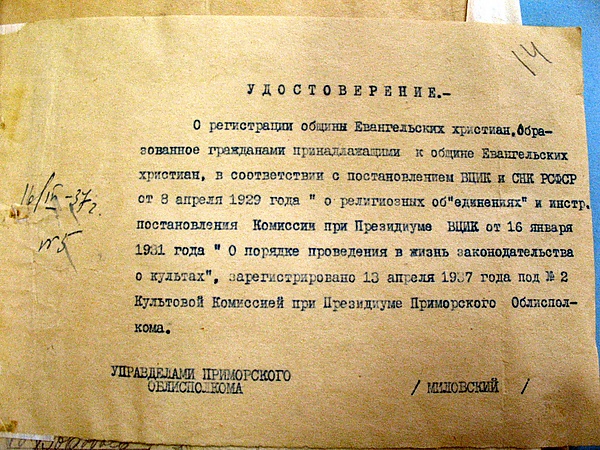 14
УДОСТОВЕРЕНИЕ.-
О регистрации общины Евангельских христиан, Обра-
зованное гражданами принадлажащими к общине Евангельских
христиан, в соответствии с постановлением ВЦИК и СНК РСФСР
от 8 апреля 1929 года " о религиозных об"единениях" и инстр.
постановления Комиссии при Президиуме ВЦИК от 16 января
1931 года " О порядке проведения в жизнь законодательства
о культах", зарегистрировано 13 апреля 1937 года под № 2
Культовой Комиссией при Президиуме Приморского Облиспол-
кома.
16/IV-37г.
№5
УПРАВДЕЛАМИ ПРИМОРСКОГО
ОБЛИСПОЛКОМА / МИЛОВСКИЙ /